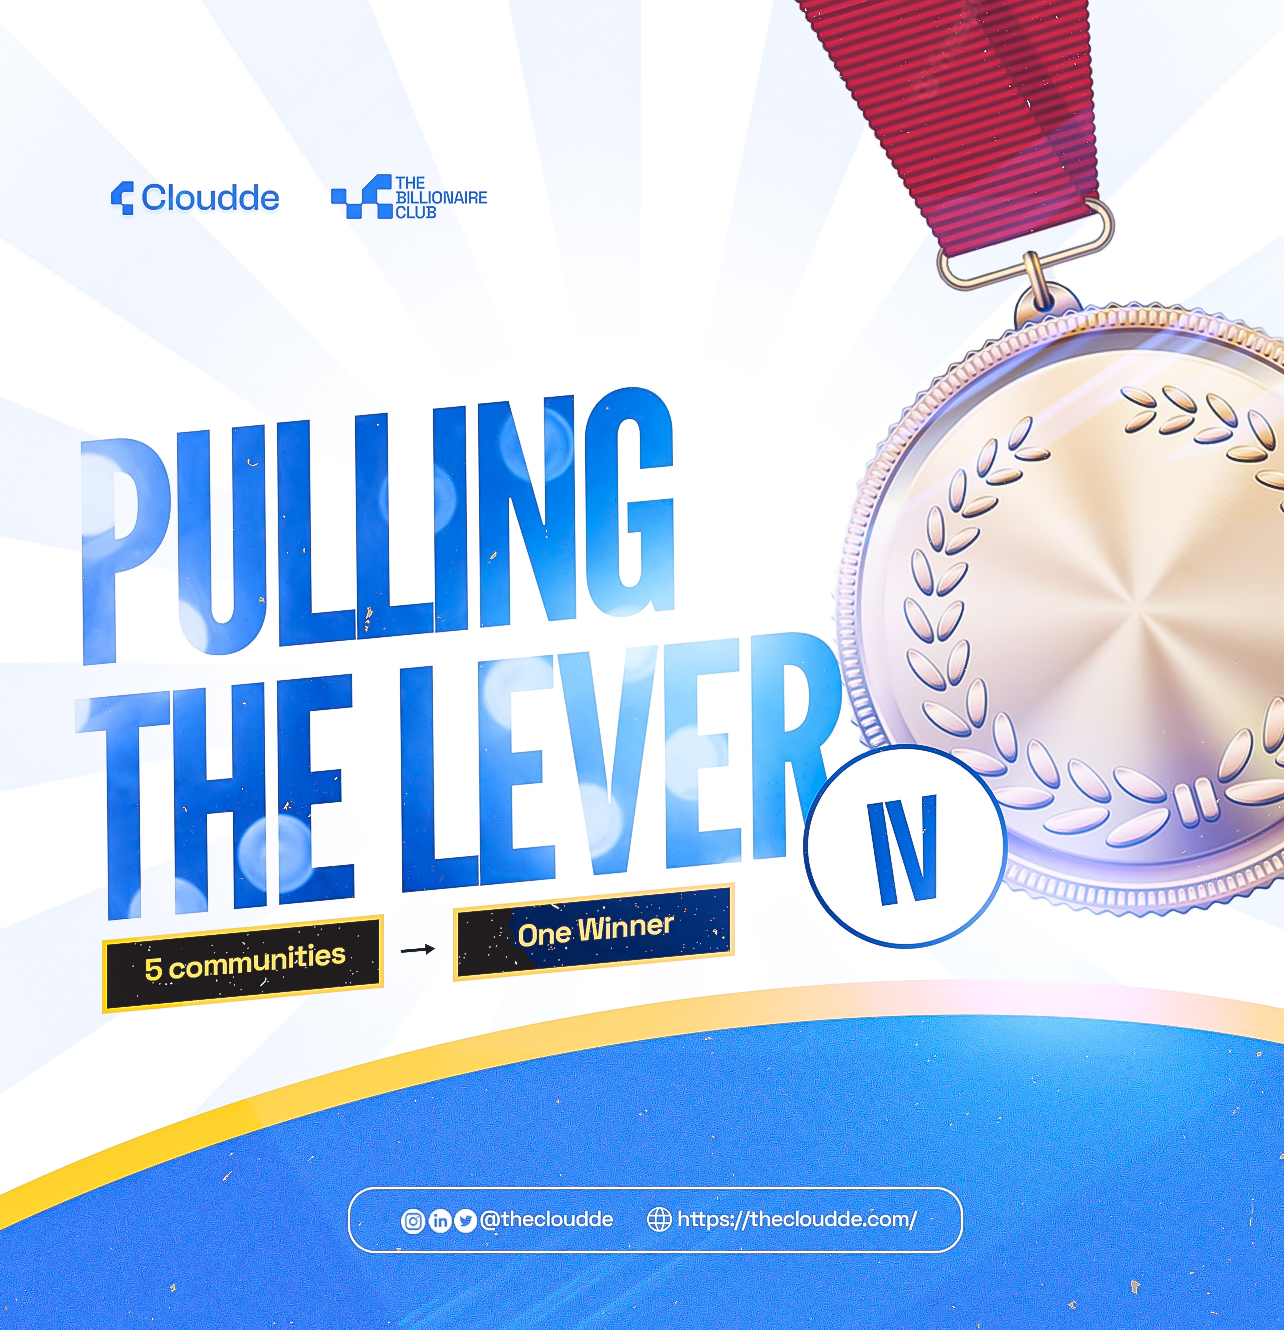 Cloudde
THE
BILLIONAIRE
CLUB
PULLING
THE LEVER
IV
5 communities
One Winner
@thecloudde
https://thecloudde.com/